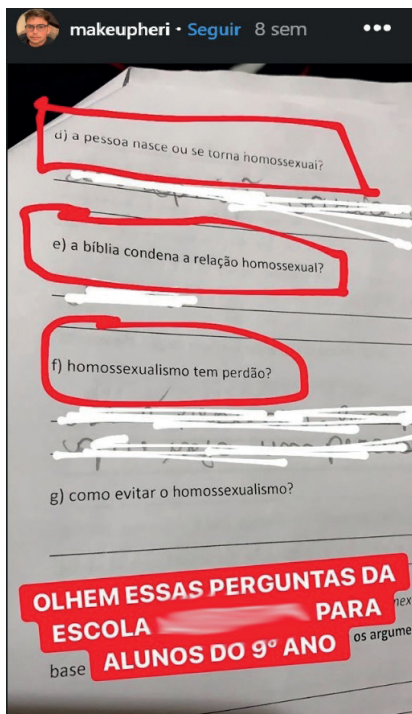 makeupheri • Seguir 8 sem
d) a pessoa nasce ou se torna homossexual?
e) a bíblia condena a relação homossexual?
f) homossexualismo tem perdão?
g) como evitar o homossexualismo?
OLHEM ESSAS PERGUNTAS DA
ESCOLA PARA
ALUNOS DO 9º ANO
os argume
base